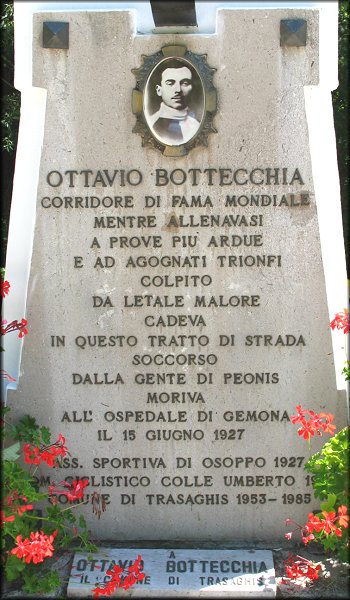 OTTAVIO BOTTECCHIA
CORRIDORE DI FAMA MONDIALE
MENTRE ALLENAVASI
A PROVE PIU ARDUE
E AD AGOGNATI TRIONFI
COLPITO
DA LETALE MALORE
CADEVA
IN QUESTO TRATTO DI STRADA
SOCCORSO
DALLA GENTE DI PEONIS
MORIVA
ALL' OSPEDALE DI GEMONA
IL 15 GIUGNO 1927
ASS. SPORTIVA DI OSOPPO 1927
CICLISTICO COLLE UMBERTO
COMUNE DI TRASAGHIS 1953-1985
A
OTTAVIO BOTTECCHIA
IL COMUNE DI TRASAGHIS